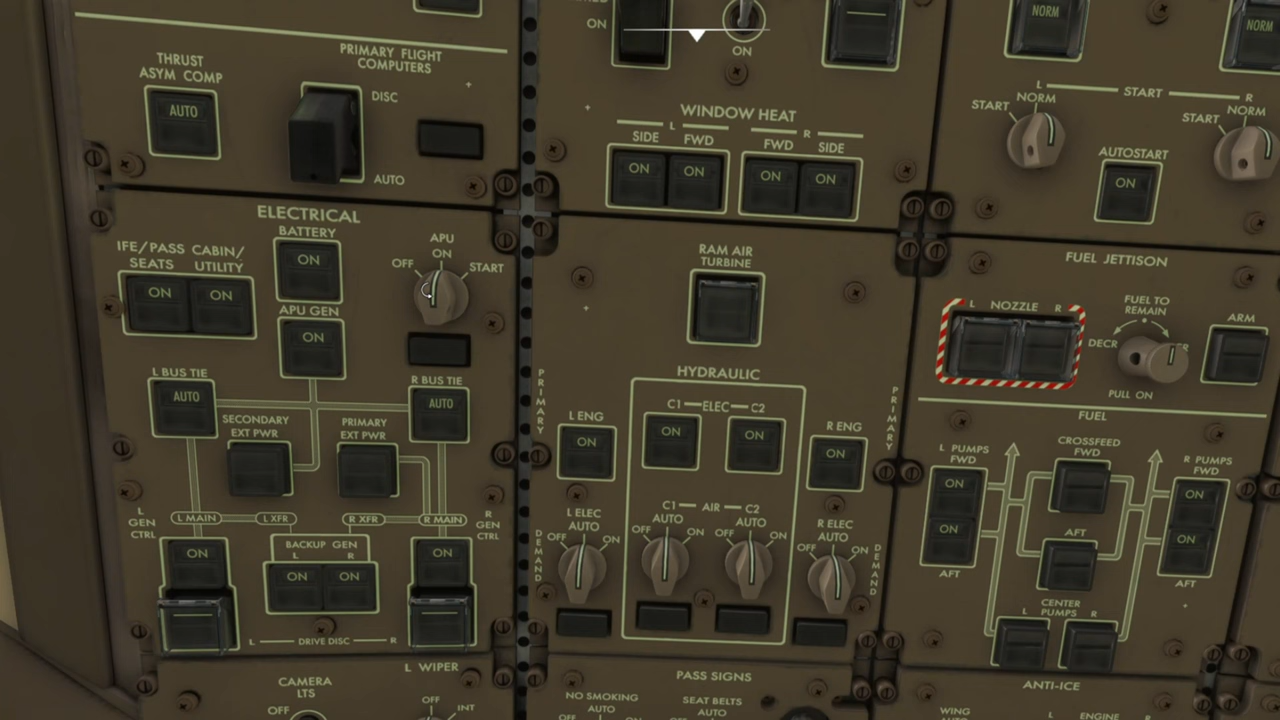 THRUST
ASYM COMP
AUTO
PRIMARY FLIGHT
COMPUTERS
DISC
AUTO
ELECTRICAL
IFE/PASS CABIN/
SEATS UTILITY
ON ON
BATTERY
ON
APU GEN
ON
APU
ON
OFF START
L BUS TIE
AUTO
R BUS TIE
AUTO
SECONDARY
EXT PWR
PRIMARY
EXT PWR
L
GEN
CTRL
L MAIN L XFR R XFR R MAIN
R
GEN
CTRL
ON
BACKUP GEN
L R
ON ON
ON
L DRIVE DISC R
CAMERA
LTS
OFF
L WIPER
OFF
INT
ON
ON
WINDOW HEAT
L R
SIDE FWD FWD SIDE
ON ON ON ON
RAM AIR
TURBINE
HYDRAULIC
PRIMARY
PRIMARY
L ENG
ON
C1 ELEC C2
ON ON
R ENG
ON
L ELEC
AUTO
OFF ON
C1 AIR C2
AUTO AUTO
OFF ON OFF ON
R ELEC
AUTO
OFF ON
DEMAND
DEMAND
PASS SIGNS
NO SMOKING
AUTO
OFF ON
SEAT BELTS
AUTO
OFF ON
NORM
NORM
L START R
START NORM
START NORM
AUTOSTART
ON
FUEL JETTISON
L NOZZLE R
FUEL TO
REMAIN
DECR
PULL ON
ARM
FUEL
L PUMPS
FWD
ON
ON
AFT
CROSSFEED
FWD
AFT
R PUMPS
FWD
ON
ON
AFT
CENTER
L PUMPS R
ANTI-ICE
WING
L ENGINE